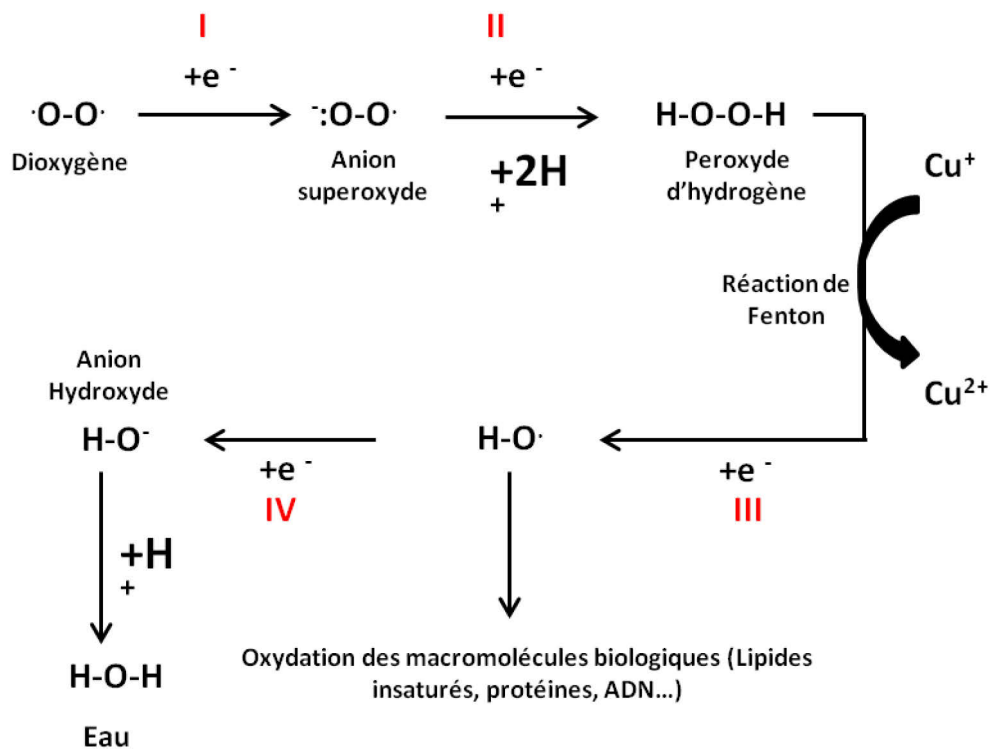 I
II
+e -
+e -
·O-O·
-:O-O·
H-O-O-H
Dioxygène
Anion
superoxyde
+2H
+
Peroxyde
d'hydrogène
Cu+
Réaction de
Fenton
Cu2+
Anion
Hydroxyde
H-O-
H-O·
+e -
IV
+e -
III
+H
+
H-O-H
Eau
Oxydation des macromolécules biologiques (Lipides
insaturés, protéines, ADN...)